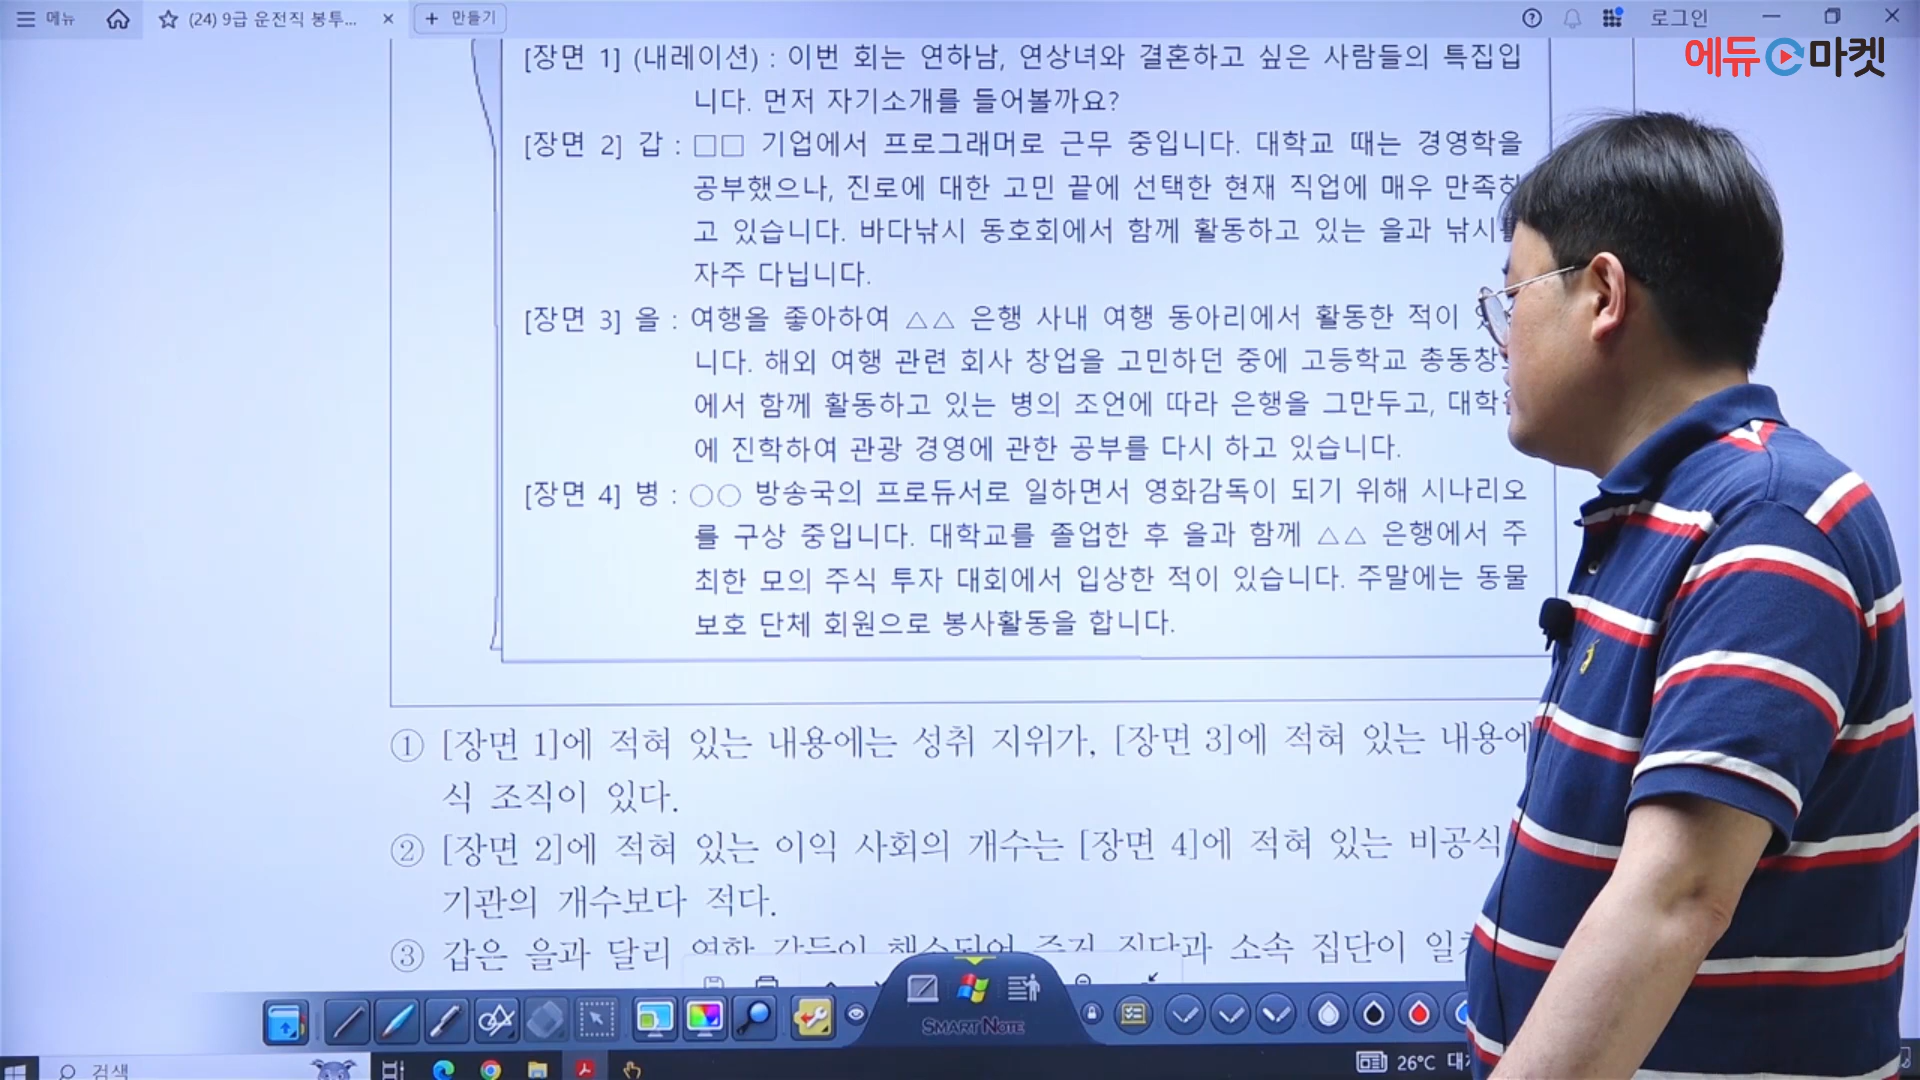 메뉴
(24) 9급 운전직 봉투...
만들기
로그인
에듀 마켓
[장면 1] (내레이션) : 이번 회는 연하남, 연상녀와 결혼하고 싶은 사람들의 특집입
니다. 먼저 자기소개를 들어볼까요?
[장면 2] 갑 : □□ 기업에서 프로그래머로 근무 중입니다. 대학교 때는 경영학을
공부했으나, 진로에 대한 고민 끝에 선택한 현재 직업에 매우 만족하
고 있습니다. 바다낚시 동호회에서 함께 활동하고 있는 을과 낚시를
자주 다닙니다.
[장면 3] 을 : 여행을 좋아하여 △△ 은행 사내 여행 동아리에서 활동한 적이
니다. 해외 여행 관련 회사 창업을 고민하던 중에 고등학교 총동창
에서 함께 활동하고 있는 병의 조언에 따라 은행을 그만두고,
에 진학하여 관광 경영에 관한 공부를 다시 하고 있습니다.
[장면 4] 병 : ○○ 방송국의 프로듀서로 일하면서 영화감독이 되기 위해 시나리오
를 구상 중입니다. 대학교를 졸업한 후 을과 함께 △△ 은행에서 주
최한 모의 주식 투자 대회에서 입상한 적이 있습니다. 주말에는 동물
보호 단체 회원으로 봉사활동을 합니다.
① [장면 1]에 적혀 있는 내용에는 성취 지위가, [장면 3]에 적혀 있는 내용에
식 조직이 있다.
② [장면 2]에 적혀 있는 이익 사회의 개수는 [장면 4]에 적혀 있는 비공식
기관의 개수보다 적다.
③ 갑은 을과 달리 소속 집단이
SMART NOTE
검색
26°C